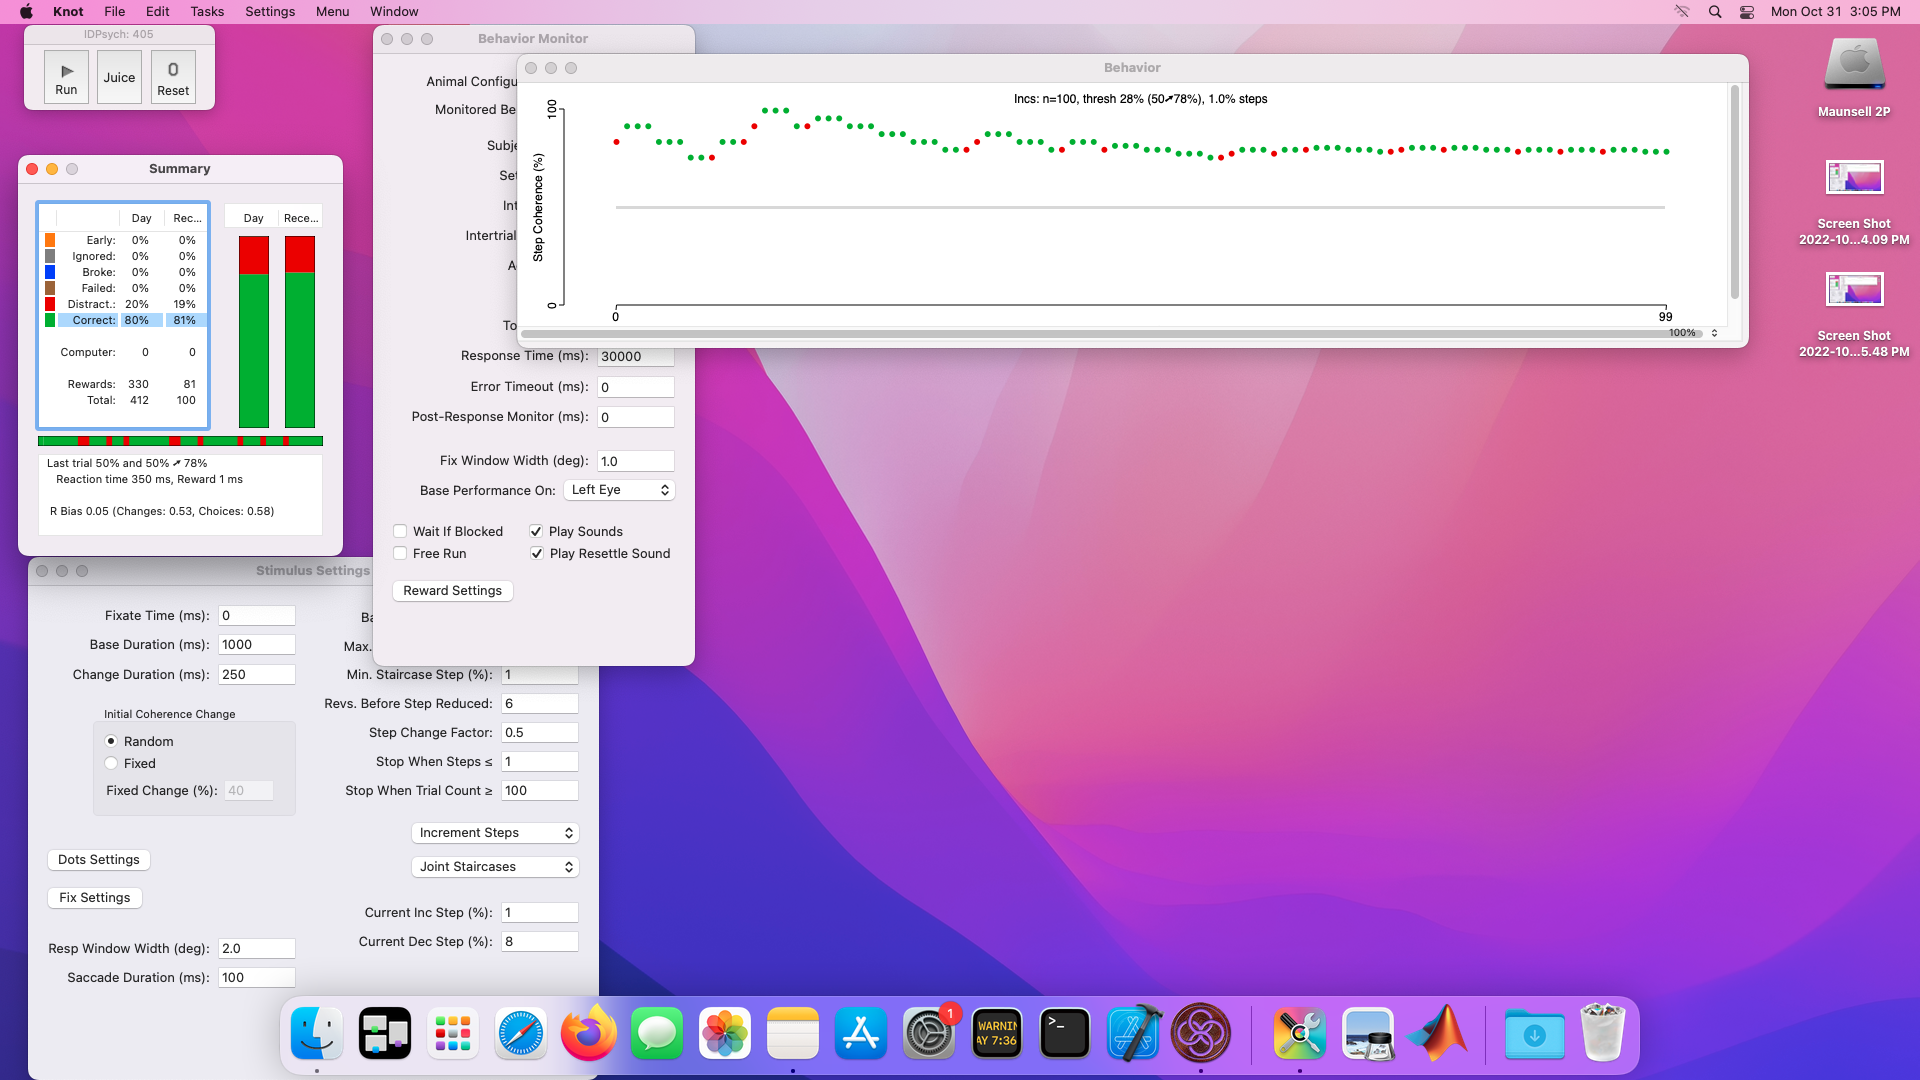 Knot File Edit Tasks Settings Menu Window
Mon Oct 31 3:05 PM
IDPsych: 405
Run
Juice
0
Reset
Summary
Day Rec...
Early: 0% 0%
Ignored: 0% 0%
Broke: 0% 0%
Failed: 0% 0%
Distract.: 20% 19%
Correct: 80% 81%
Computer: 0 0
Rewards: 330 81
Total: 412 100
Day Rece...
Last trial 50% and 50% ➚ 78%
Reaction time 350 ms, Reward 1 ms
R Bias 0.05 (Changes: 0.53, Choices: 0.58)
Behavior Monitor
Animal Configu
Monitored Be
Subje
Set
Int
Intertrial
A
To
Response Time (ms): 30000
Error Timeout (ms): 0
Post-Response Monitor (ms): 0
Fix Window Width (deg): 1.0
Base Performance On: Left Eye
Wait If Blocked
Play Sounds
Free Run
Play Resettle Sound
Reward Settings
Behavior
Incs: n=100, thresh 28% (50➚78%), 1.0% steps
100
Step Coherence (%)
0
0
99
100%
Stimulus Settings
Fixate Time (ms): 0
Base Duration (ms): 1000
Change Duration (ms): 250
Initial Coherence Change
Random
Fixed
Fixed Change (%): 40
Dots Settings
Fix Settings
Resp Window Width (deg): 2.0
Saccade Duration (ms): 100
Ba
Max.
Min. Staircase Step (%): 1
Revs. Before Step Reduced: 6
Step Change Factor: 0.5
Stop When Steps ≤ 1
Stop When Trial Count ≥ 100
Increment Steps
Joint Staircases
Current Inc Step (%): 1
Current Dec Step (%): 8
Maunsell 2P
Screen Shot
2022-10...4.09 PM
Screen Shot
2022-10...5.48 PM
1
WARNIN
AY 7:36
>_